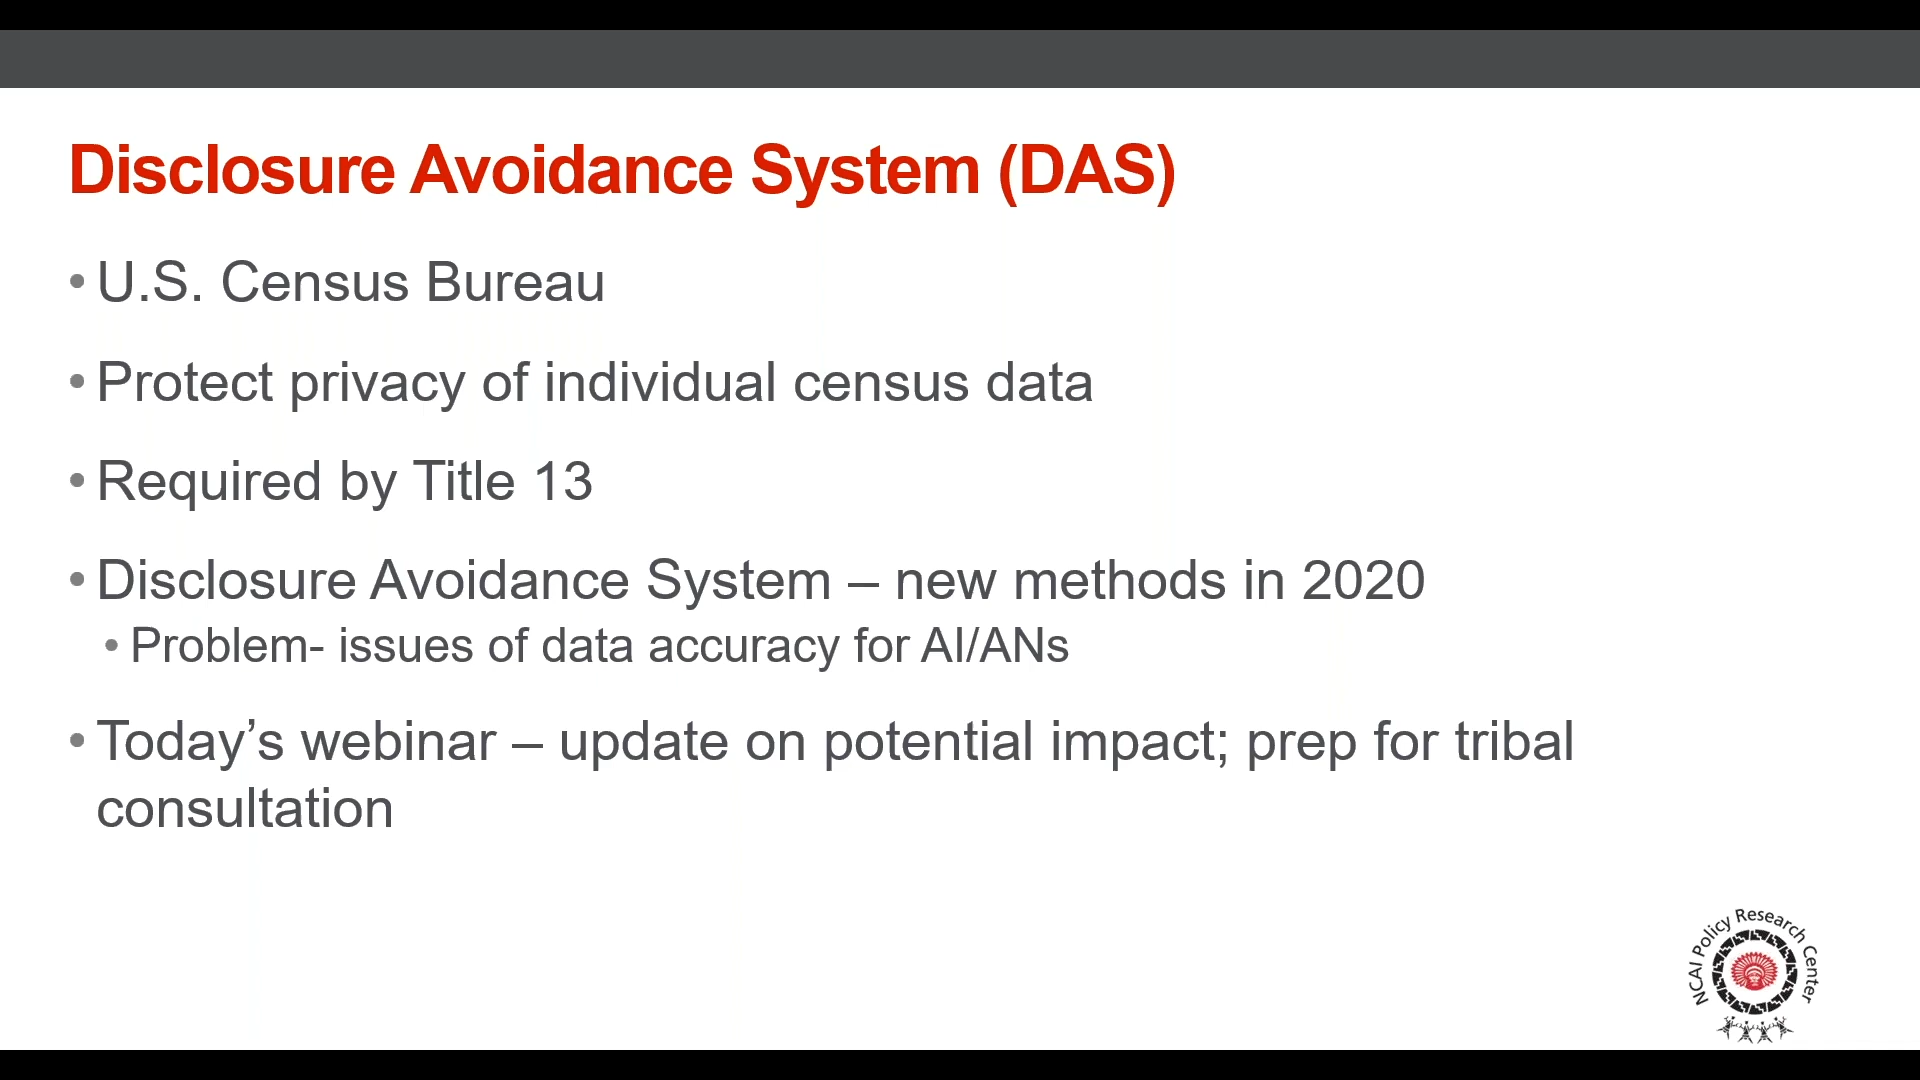 Disclosure Avoidance System (DAS)
• U.S. Census Bureau
• Protect privacy of individual census data
• Required by Title 13
• Disclosure Avoidance System – new methods in 2020
• Problem- issues of data accuracy for AI/ANs
• Today’s webinar – update on potential impact; prep for tribal
consultation
NCAI Policy Research Center